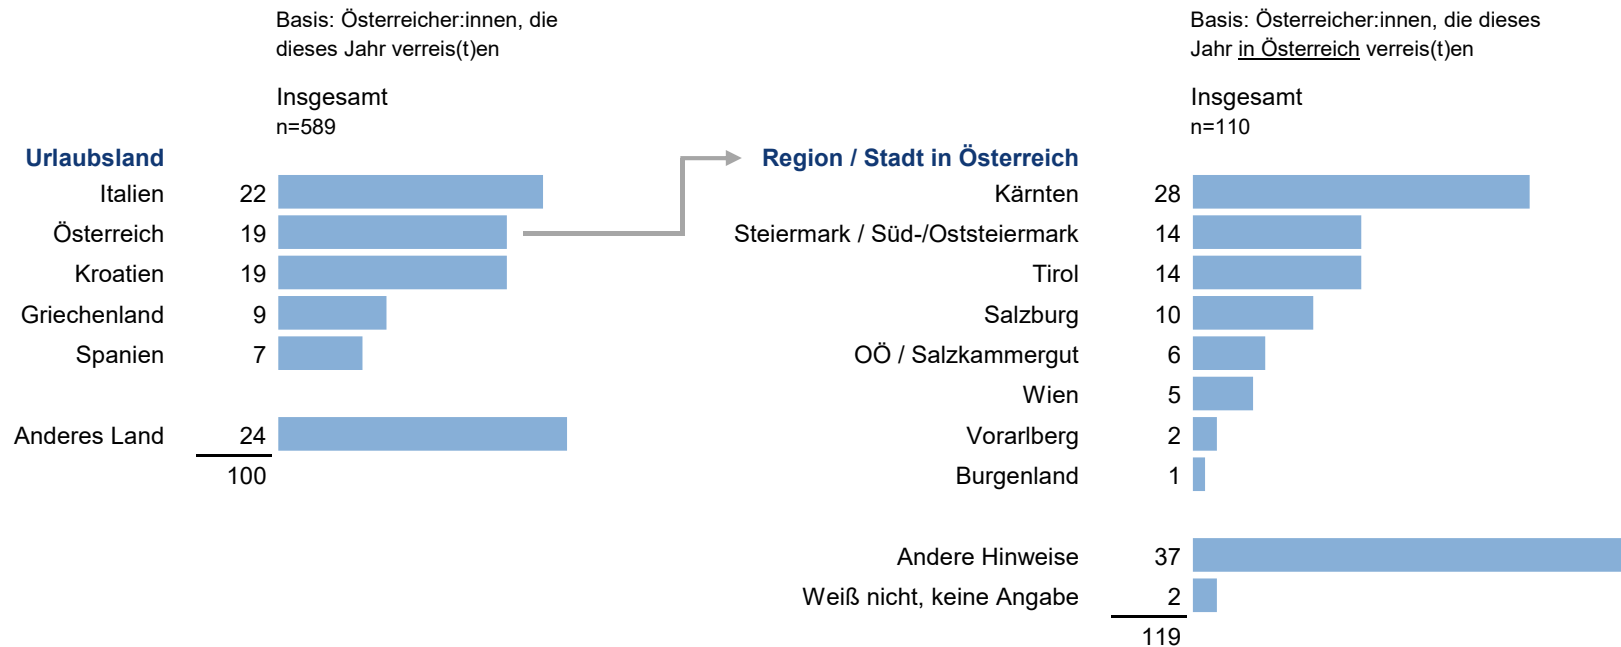 Basis: Österreicher:innen, die
dieses Jahr verreis(t)en
Insgesamt
n=589
Urlaubsland
Italien 22
Österreich 19
Kroatien 19
Griechenland 9
Spanien 7
Anderes Land 24
100
Basis: Österreicher:innen, die dieses
Jahr in Österreich verreis(t)en
Insgesamt
n=110
Region / Stadt in Österreich
Kärnten 28
Steiermark / Süd-/Oststeiermark 14
Tirol 14
Salzburg 10
OÖ / Salzkammergut 6
Wien 5
Vorarlberg 2
Burgenland 1
Andere Hinweise 37
Weiß nicht, keine Angabe 2
119